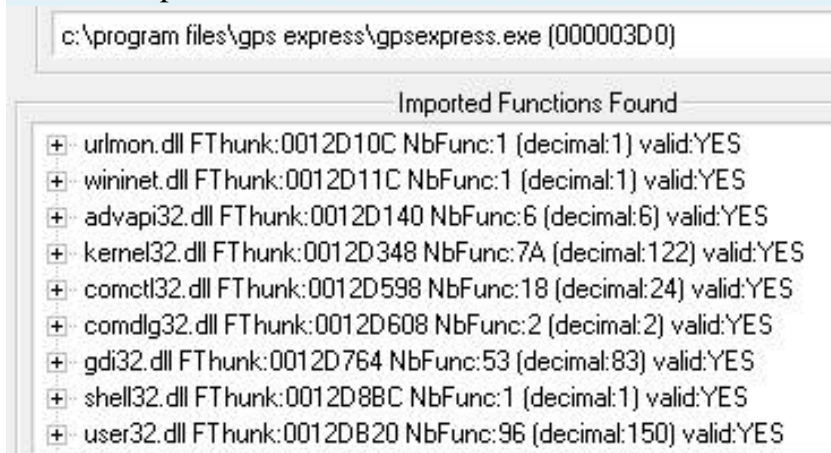 c:\program files\gps express\gpsexpress.exe (000003D0)
Imported Functions Found
urlmon.dll FThunk:0012D10C NbFunc:1 (decimal:1) valid:YES
wininet.dll FThunk:0012D11C NbFunc:1 (decimal:1) valid:YES
advapi32.dll FThunk:0012D140 NbFunc:6 (decimal:6) valid:YES
kernel32.dll FThunk:0012D348 NbFunc:7A (decimal:122) valid:YES
comctl32.dll FThunk:0012D598 NbFunc:18 (decimal:24) valid:YES
comdlg32.dll FThunk:0012D608 NbFunc:2 (decimal:2) valid:YES
gdi32.dll FThunk:0012D764 NbFunc:53 (decimal:83) valid:YES
shell32.dll FThunk:0012D8BC NbFunc:1 (decimal:1) valid:YES
user32.dll FThunk:0012DB20 NbFunc:96 (decimal:150) valid:YES